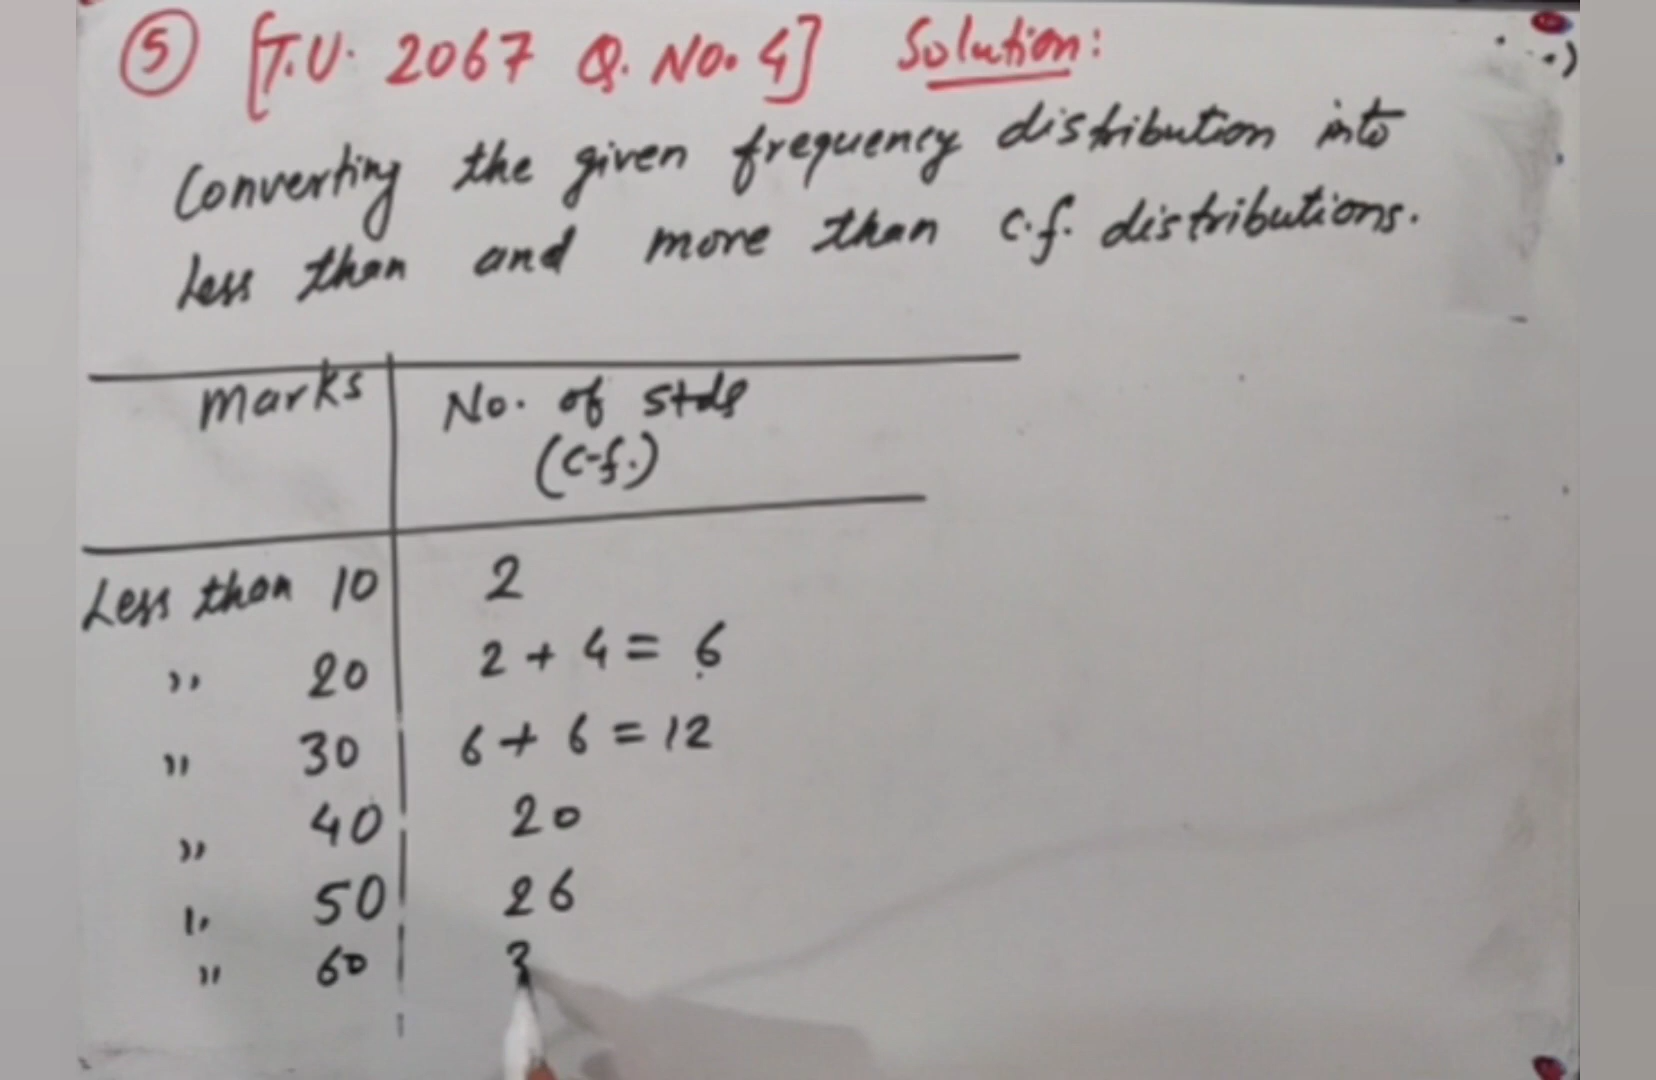 5 [T.U. 2067 Q. No. 4] Solution:
Converting the given frequency distribution into
Less than and more than c.f. distributions.
Marks No. of stds
(c.f.)
Less than 10 2
,, 20 2 + 4 = 6
,, 30 6 + 6 = 12
,, 40 20
,, 50 26
,, 60 3